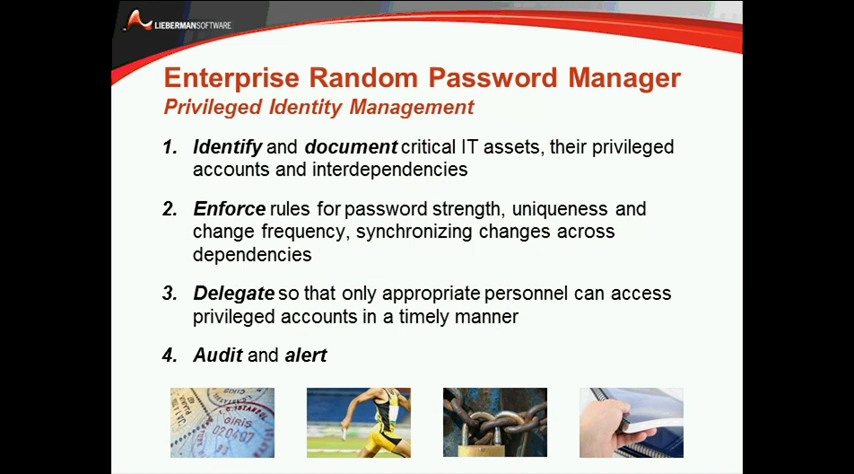 LIEBERMANSOFTWARE
Enterprise Random Password Manager
Privileged Identity Management
1. Identify and document critical IT assets, their privileged
accounts and interdependencies
2. Enforce rules for password strength, uniqueness and
change frequency, synchronizing changes across
dependencies
3. Delegate so that only appropriate personnel can access
privileged accounts in a timely manner
4. Audit and alert
GİRİŞ